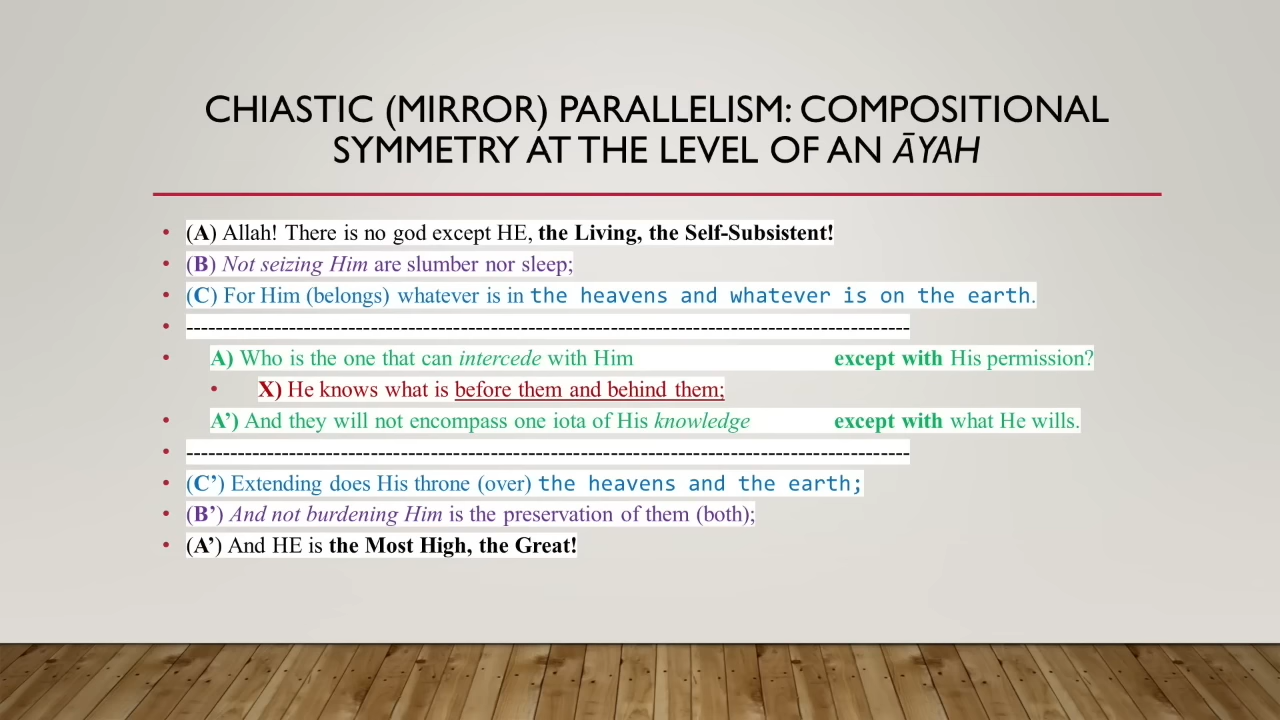 CHIASTIC (MIRROR) PARALLELISM: COMPOSITIONAL
SYMMETRY AT THE LEVEL OF AN ĀYAH
• (A) Allah! There is no god except HE, the Living, the Self-Subsistent!
• (B) Not seizing Him are slumber nor sleep;
• (C) For Him (belongs) whatever is in the heavens and whatever is on the earth.
• ---------------------------------------------------------------------------------------------------
• A) Who is the one that can intercede with Him except with His permission?
• X) He knows what is before them and behind them;
• A’) And they will not encompass one iota of His knowledge except with what He wills.
• ---------------------------------------------------------------------------------------------------
• (C’) Extending does His throne (over) the heavens and the earth;
• (B’) And not burdening Him is the preservation of them (both);
• (A’) And HE is the Most High, the Great!